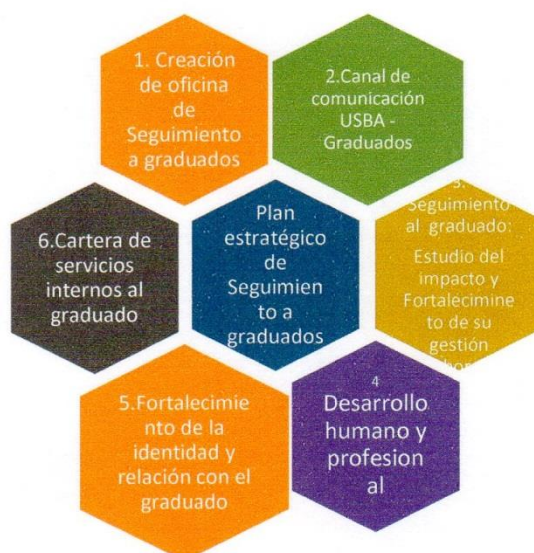 1. Creación
de oficina
de
Seguimiento
a graduados
2.Canal de
comunicación
USBA -
Graduados
3.
Seguimiento
al graduado:
Estudio del
impacto y
Fortalecimine
to de su
gestión
6.Cartera de
servicios
internos al
graduado
Plan
estratégico
de
Seguimien
to a
graduados
5.Fortalecimie
nto de la
identidad y
relación con el
graduado
4
Desarrollo
humano y
profesion
al